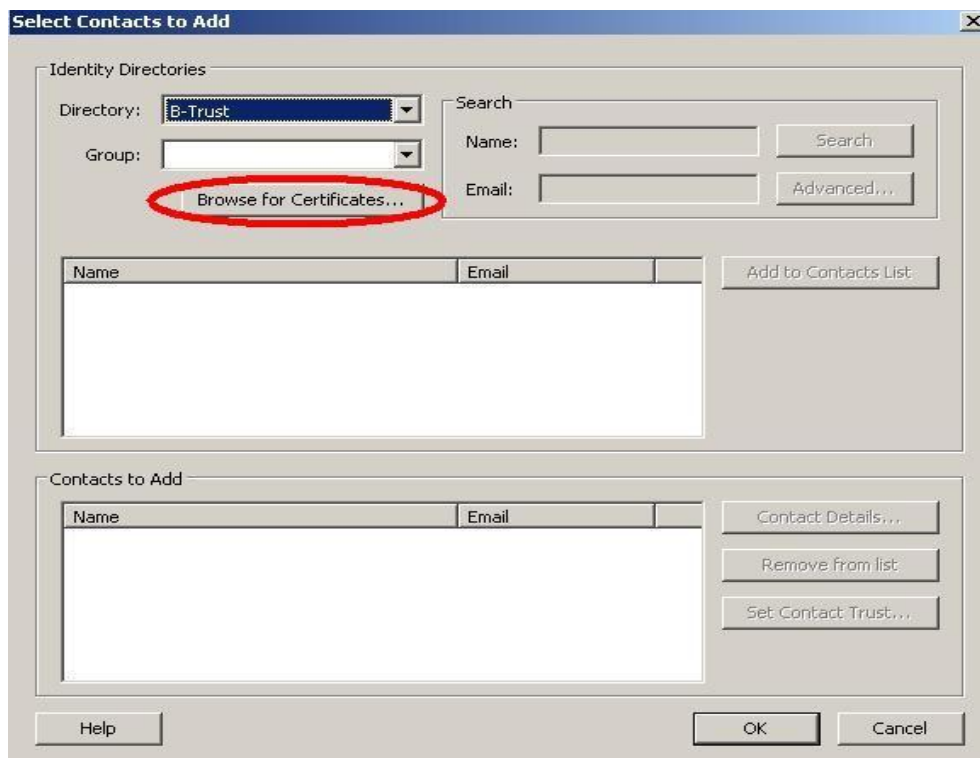 Select Contacts to Add
Identity Directories
Directory: B-Trust
Group:
Browse for Certificates...
Search
Name: Search
Email: Advanced...
Name Email
Add to Contacts List
Contacts to Add
Name Email
Contact Details...
Remove from list
Set Contact Trust...
Help OK Cancel